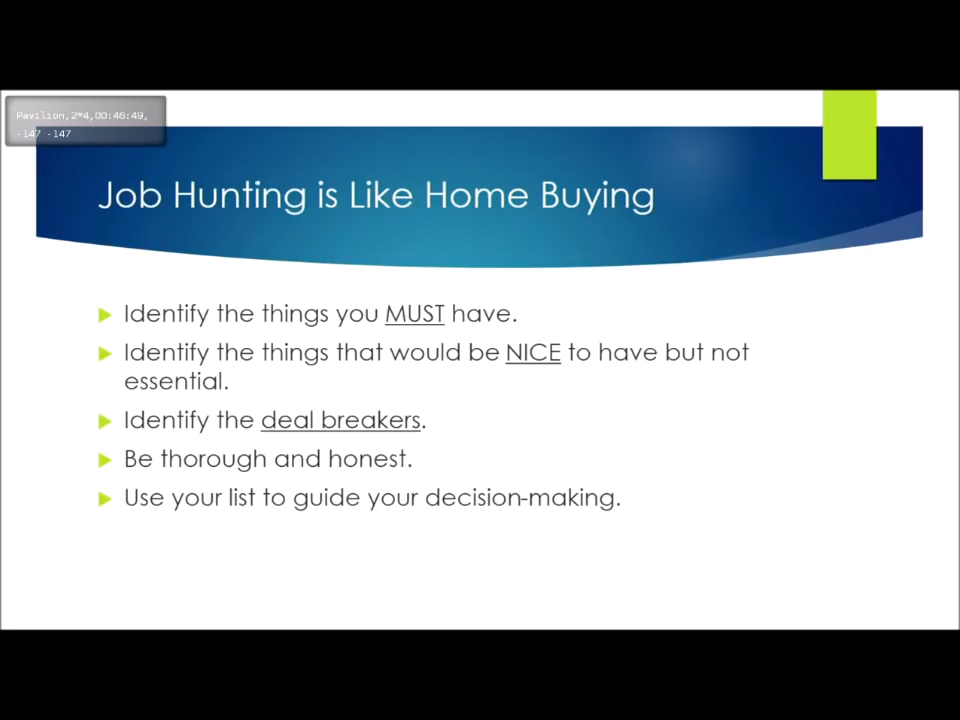 Pavilion,2*4,00:46:49,
-147 -147
Job Hunting is Like Home Buying
Identify the things you MUST have.
Identify the things that would be NICE to have but not
essential.
Identify the deal breakers.
Be thorough and honest.
Use your list to guide your decision-making.